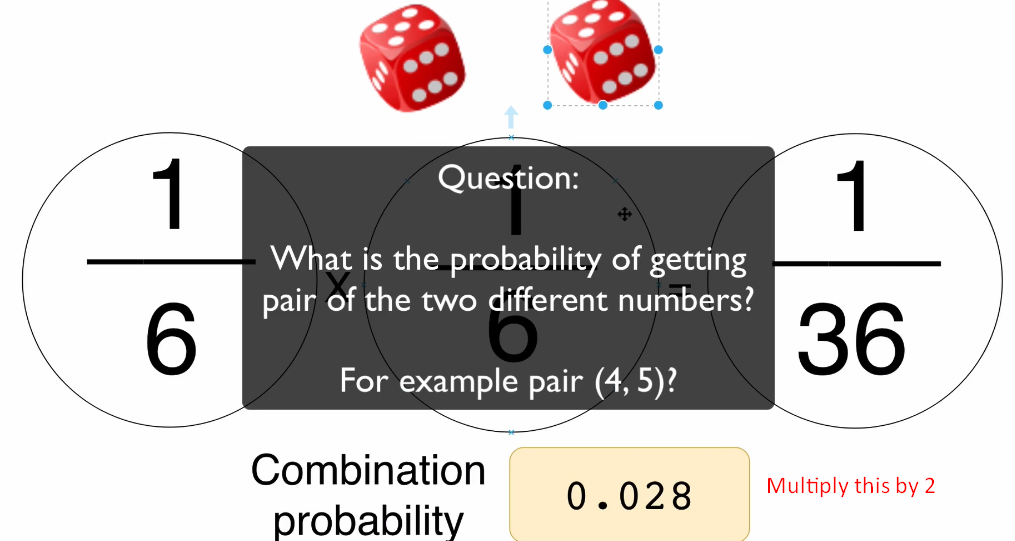 1
6
x
1
6
=
1
36
Question:
What is the probability of getting
pair of the two different numbers?
For example pair (4, 5)?
Combination
probability
0.028
Multiply this by 2